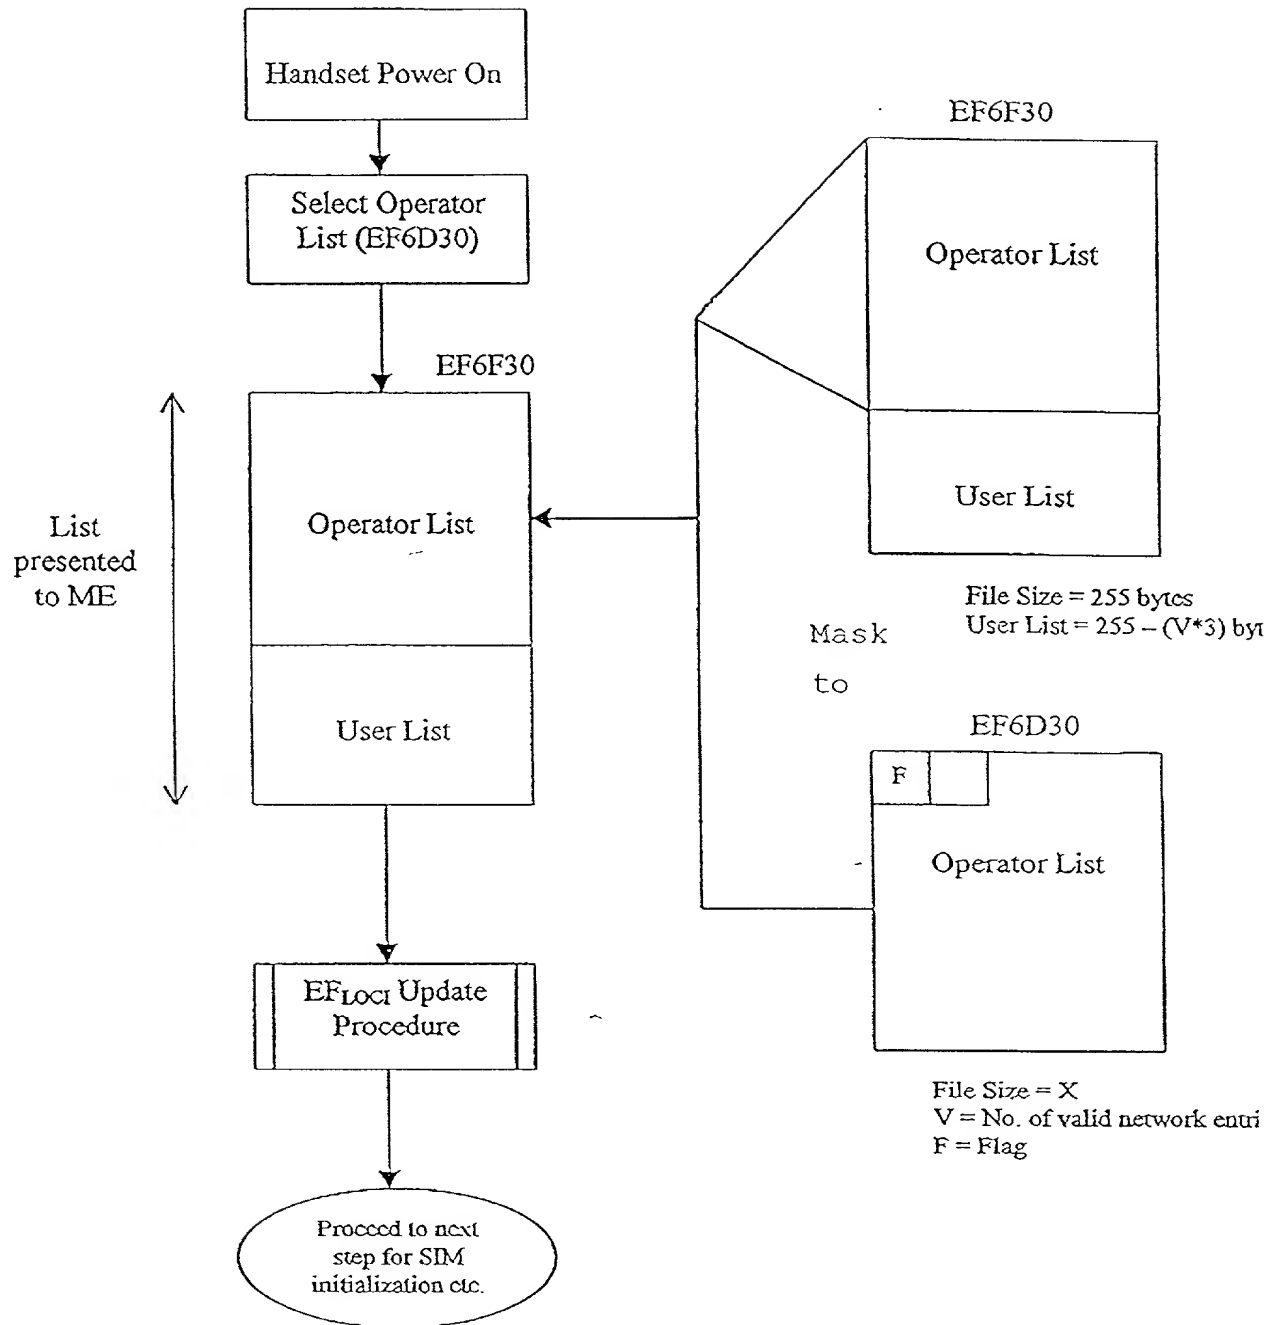 Handset Power On
Select Operator
List (EF6D30)
EF6F30
List
presented
to ME
Operator List
User List
EFLOCI Update
Procedure
Proceed to next
step for SIM
initialization etc.
EF6F30
Operator List
User List
File Size = 255 bytes
User List = 255 – (V*3) byt
Mask
to
EF6D30
F
Operator List
File Size = X
V = No. of valid network entri
F = Flag